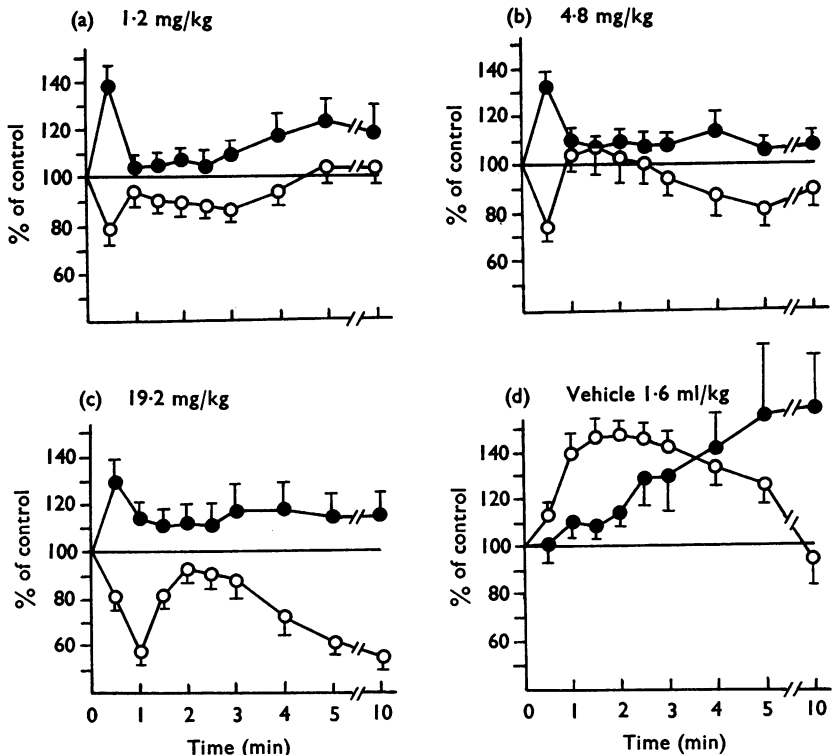 (a) 1·2 mg/kg
140
120
100
80
60
% of control
(b) 4·8 mg/kg
140
120
100
80
60
% of control
(c) 19·2 mg/kg
140
120
100
80
60
% of control
0 1 2 3 4 5 10
Time (min)
(d) Vehicle 1·6 ml/kg
140
120
100
80
60
% of control
0 1 2 3 4 5 10
Time (min)